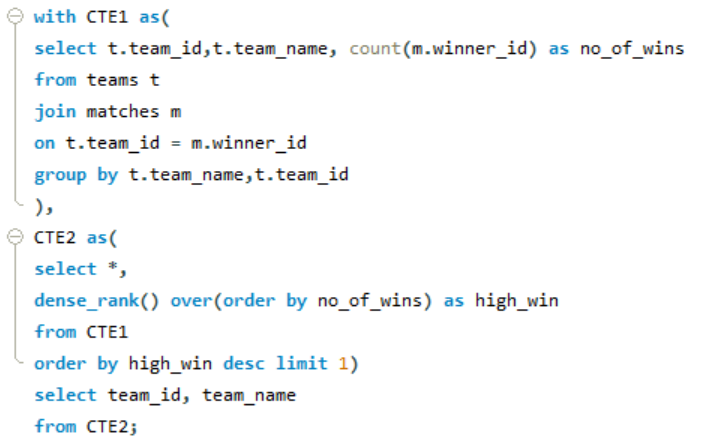 with CTE1 as(
select t.team_id,t.team_name, count(m.winner_id) as no_of_wins
from teams t
join matches m
on t.team_id = m.winner_id
group by t.team_name,t.team_id
),
CTE2 as(
select *,
dense_rank() over(order by no_of_wins) as high_win
from CTE1
order by high_win desc limit 1)
select team_id, team_name
from CTE2;